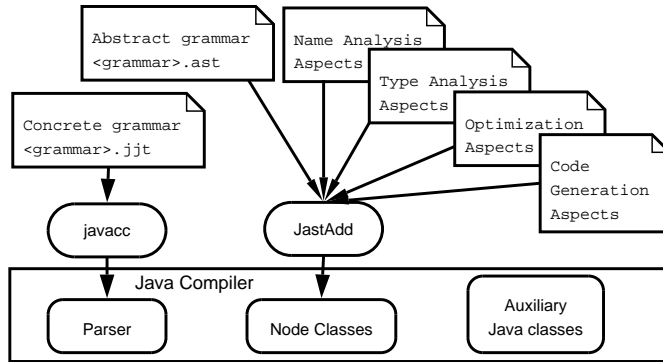 Abstract grammar
<grammar>.ast
Name Analysis
Aspects
Type Analysis
Aspects
Concrete grammar
<grammar>.jjt
Optimization
Aspects
Code
Generation
Aspects
javacc
JastAdd
Java Compiler
Parser
Node Classes
Auxiliary
Java classes